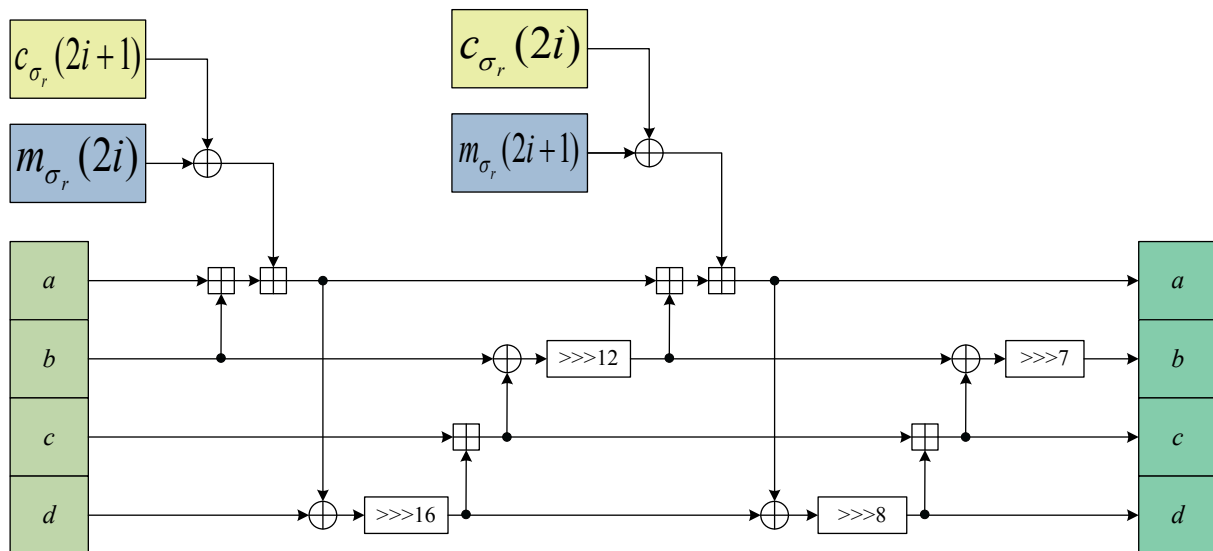 c_{σ_r}(2i+1)
c_{σ_r}(2i)
m_{σ_r}(2i)
m_{σ_r}(2i+1)
a
a
b
>>>12
>>>7
b
c
c
d
>>>16
>>>8
d